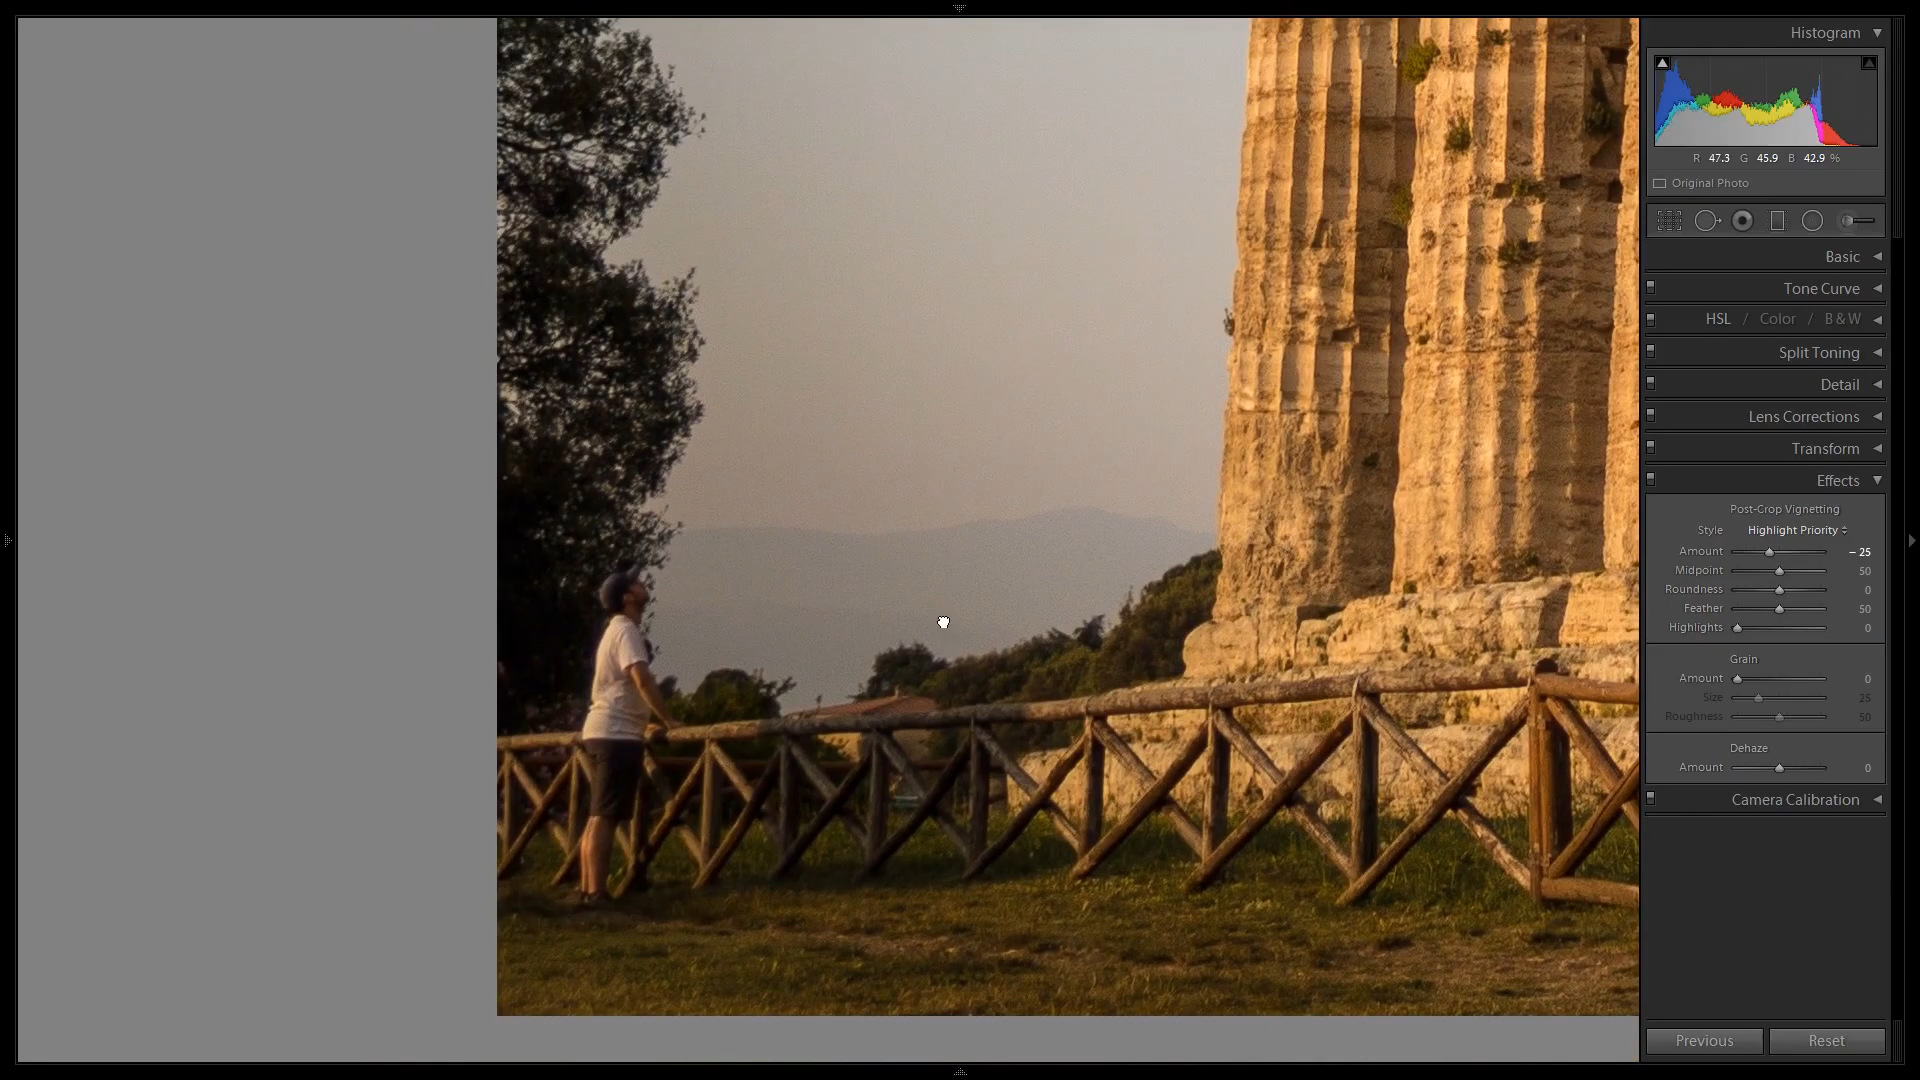 Histogram
R 47.3 G 45.9 B 42.9 %
Original Photo
Basic
Tone Curve
HSL / Color / B & W
Split Toning
Detail
Lens Corrections
Transform
Effects
Post-Crop Vignetting
Style Highlight Priority
Amount – 25
Midpoint 50
Roundness 0
Feather 50
Highlights 0
Grain
Amount 0
Size 25
Roughness 50
Dehaze
Amount 0
Camera Calibration
Previous Reset